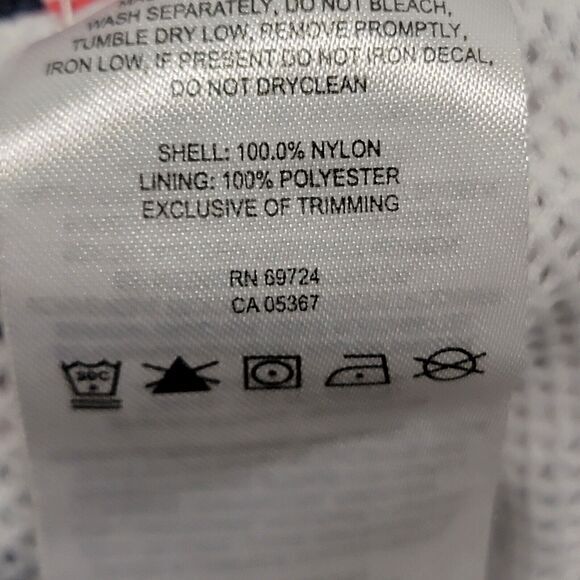 WASH SEPARATELY, DO NOT BLEACH,
TUMBLE DRY LOW, REMOVE PROMPTLY,
IRON LOW, IF PRESENT DO NOT IRON DECAL,
DO NOT DRYCLEAN
SHELL: 100.0% NYLON
LINING: 100% POLYESTER
EXCLUSIVE OF TRIMMING
RN 69724
CA 05367
30C